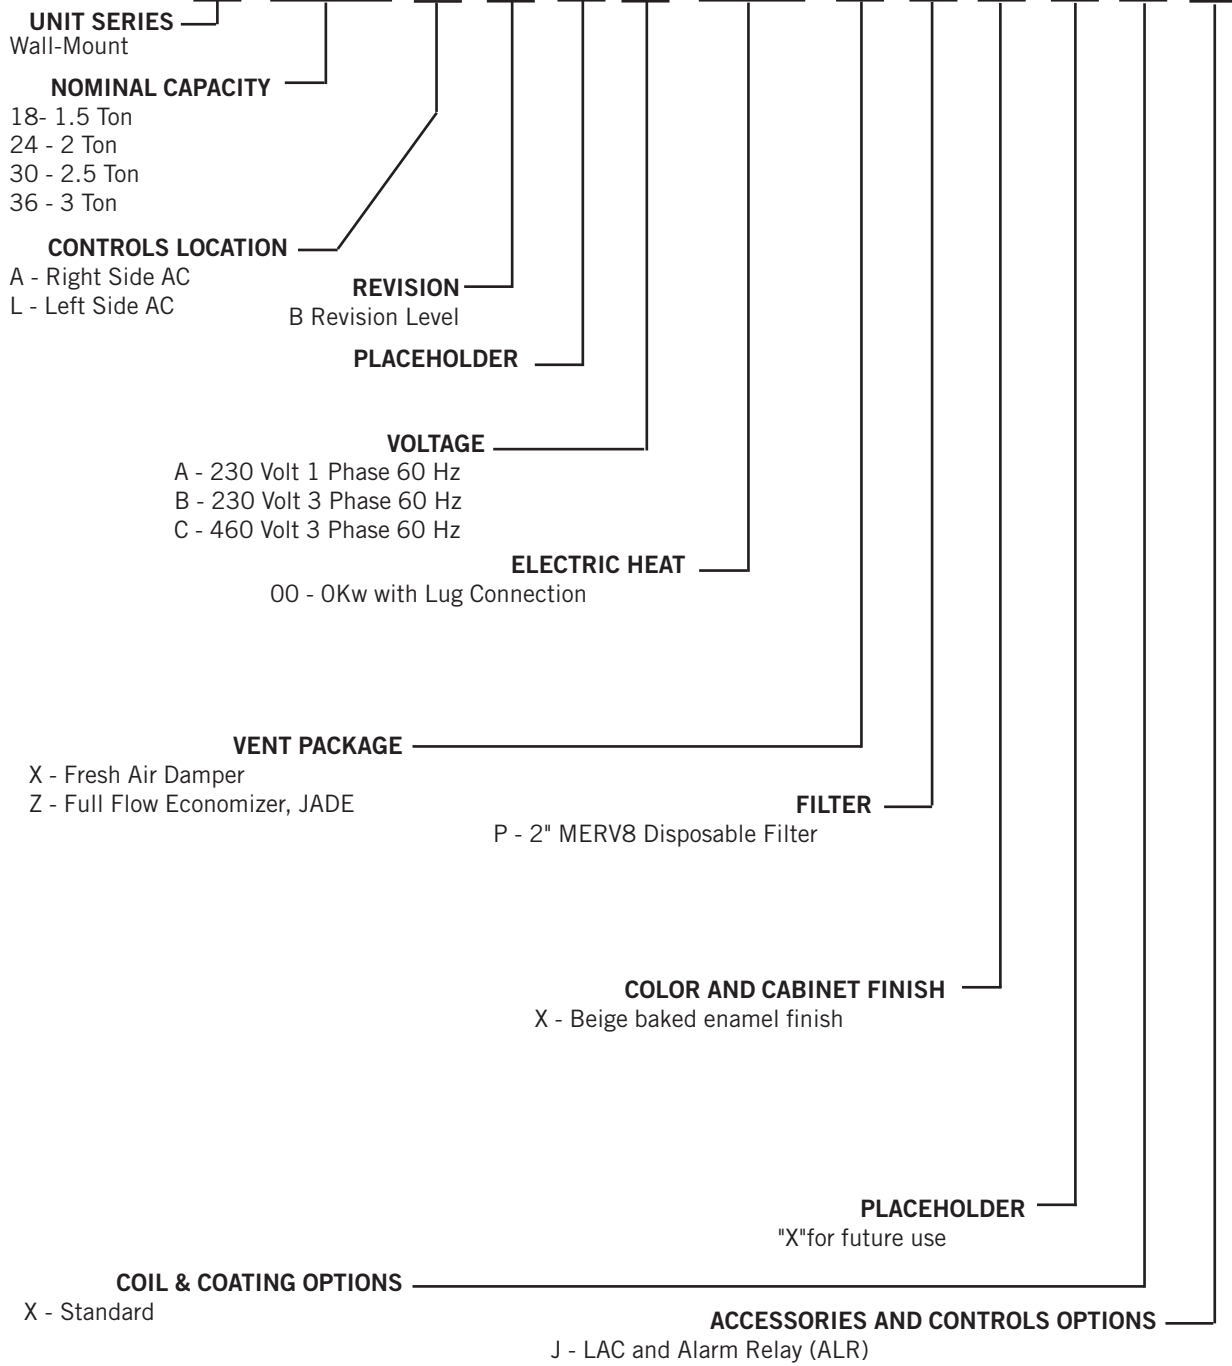 UNIT SERIES
Wall-Mount
NOMINAL CAPACITY
18- 1.5 Ton
24 - 2 Ton
30 - 2.5 Ton
36 - 3 Ton
CONTROLS LOCATION
A - Right Side AC
L - Left Side AC
REVISION
B Revision Level
PLACEHOLDER
VOLTAGE
A - 230 Volt 1 Phase 60 Hz
B - 230 Volt 3 Phase 60 Hz
C - 460 Volt 3 Phase 60 Hz
ELECTRIC HEAT
00 - 0Kw with Lug Connection
VENT PACKAGE
X - Fresh Air Damper
Z - Full Flow Economizer, JADE
FILTER
P - 2" MERV8 Disposable Filter
COLOR AND CABINET FINISH
X - Beige baked enamel finish
PLACEHOLDER
"X"for future use
COIL & COATING OPTIONS
X - Standard
ACCESSORIES AND CONTROLS OPTIONS
J - LAC and Alarm Relay (ALR)